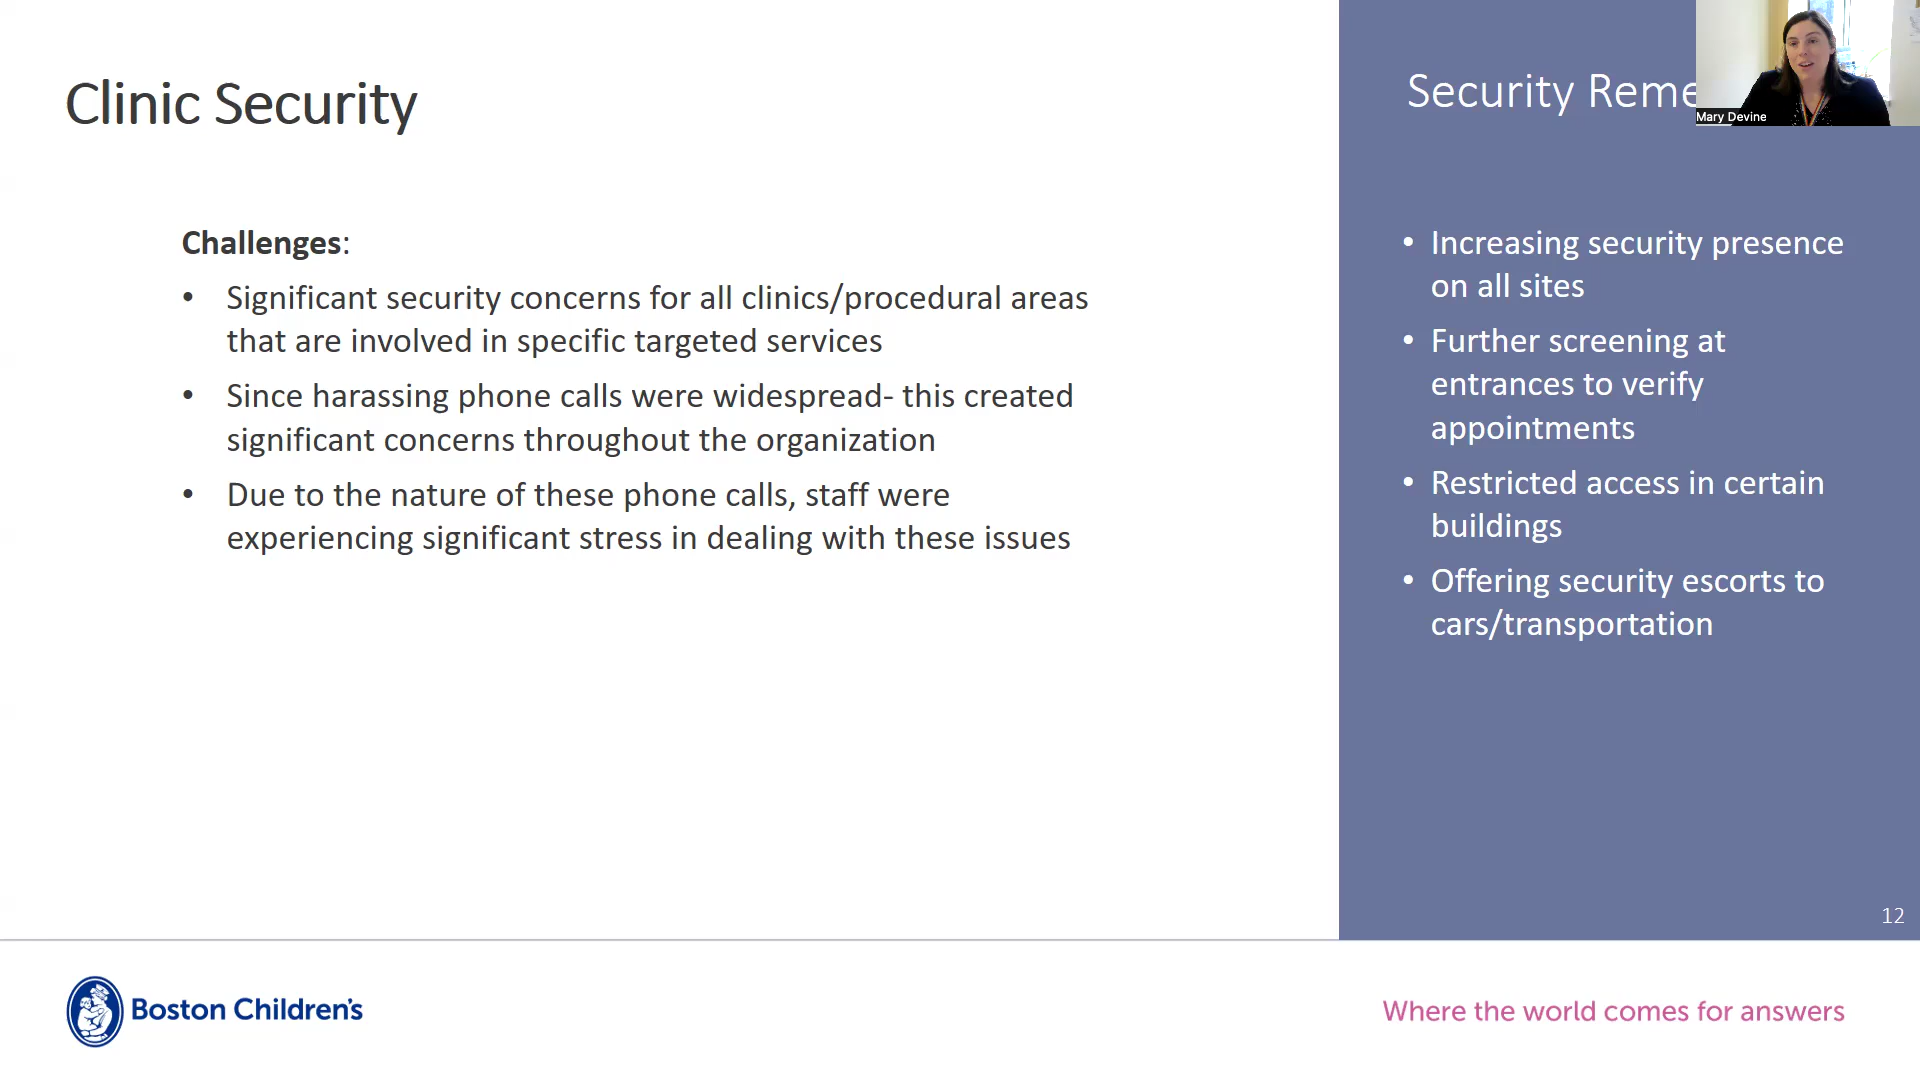 Clinic Security
Challenges:
• Significant security concerns for all clinics/procedural areas
that are involved in specific targeted services
• Since harassing phone calls were widespread- this created
significant concerns throughout the organization
• Due to the nature of these phone calls, staff were
experiencing significant stress in dealing with these issues
Security Reme
Mary Devine
• Increasing security presence
on all sites
• Further screening at
entrances to verify
appointments
• Restricted access in certain
buildings
• Offering security escorts to
cars/transportation
12
Boston Children's
Where the world comes for answers